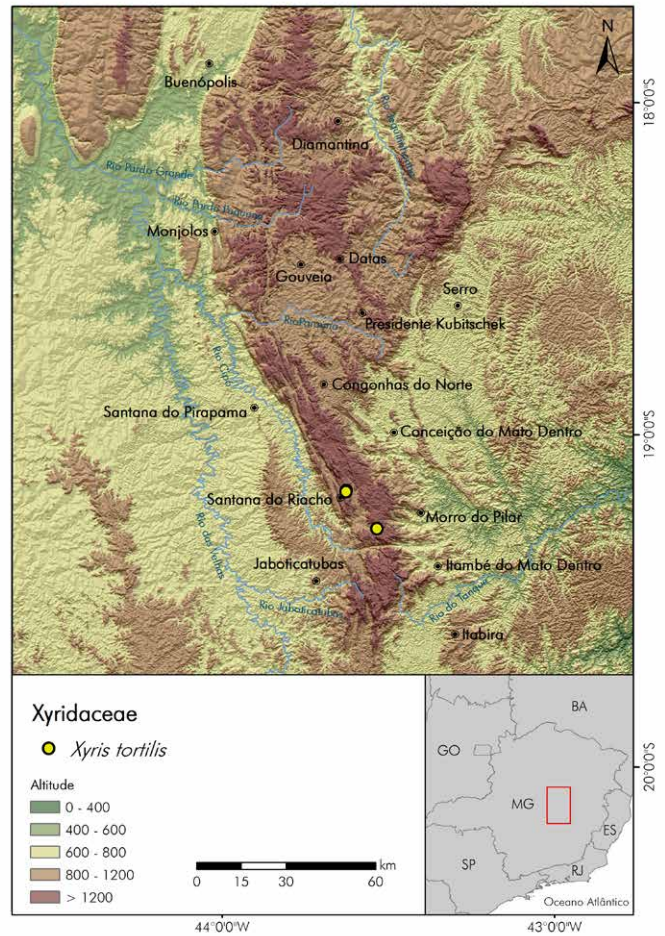 N
Buenópolis
Diamantina
Rio Jequitinhonha
Rio Pardo Grande
Rio Pardo Pequeno
Monjolos
Datas
Gouveia
Serro
Rio Paraúna
Presidente Kubitschek
Rio Cipó
Congonhas do Norte
Santana do Pirapama
Conceição do Mato Dentro
Santana do Riacho
Morro do Pilar
Rio das Velhas
Jaboticatubas
Itambé do Mato Dentro
Rio Jaboticatubas
Rio do Tanque
Itabira
18°0'0"S
19°0'0"S
20°0'0"S
Xyridaceae
Xyris tortilis
Altitude
0 - 400
400 - 600
600 - 800
800 - 1200
> 1200
km
0 15 30 60
BA
GO
MG
ES
SP
RJ
Oceano Atlântico
44°0'0"W
43°0'0"W